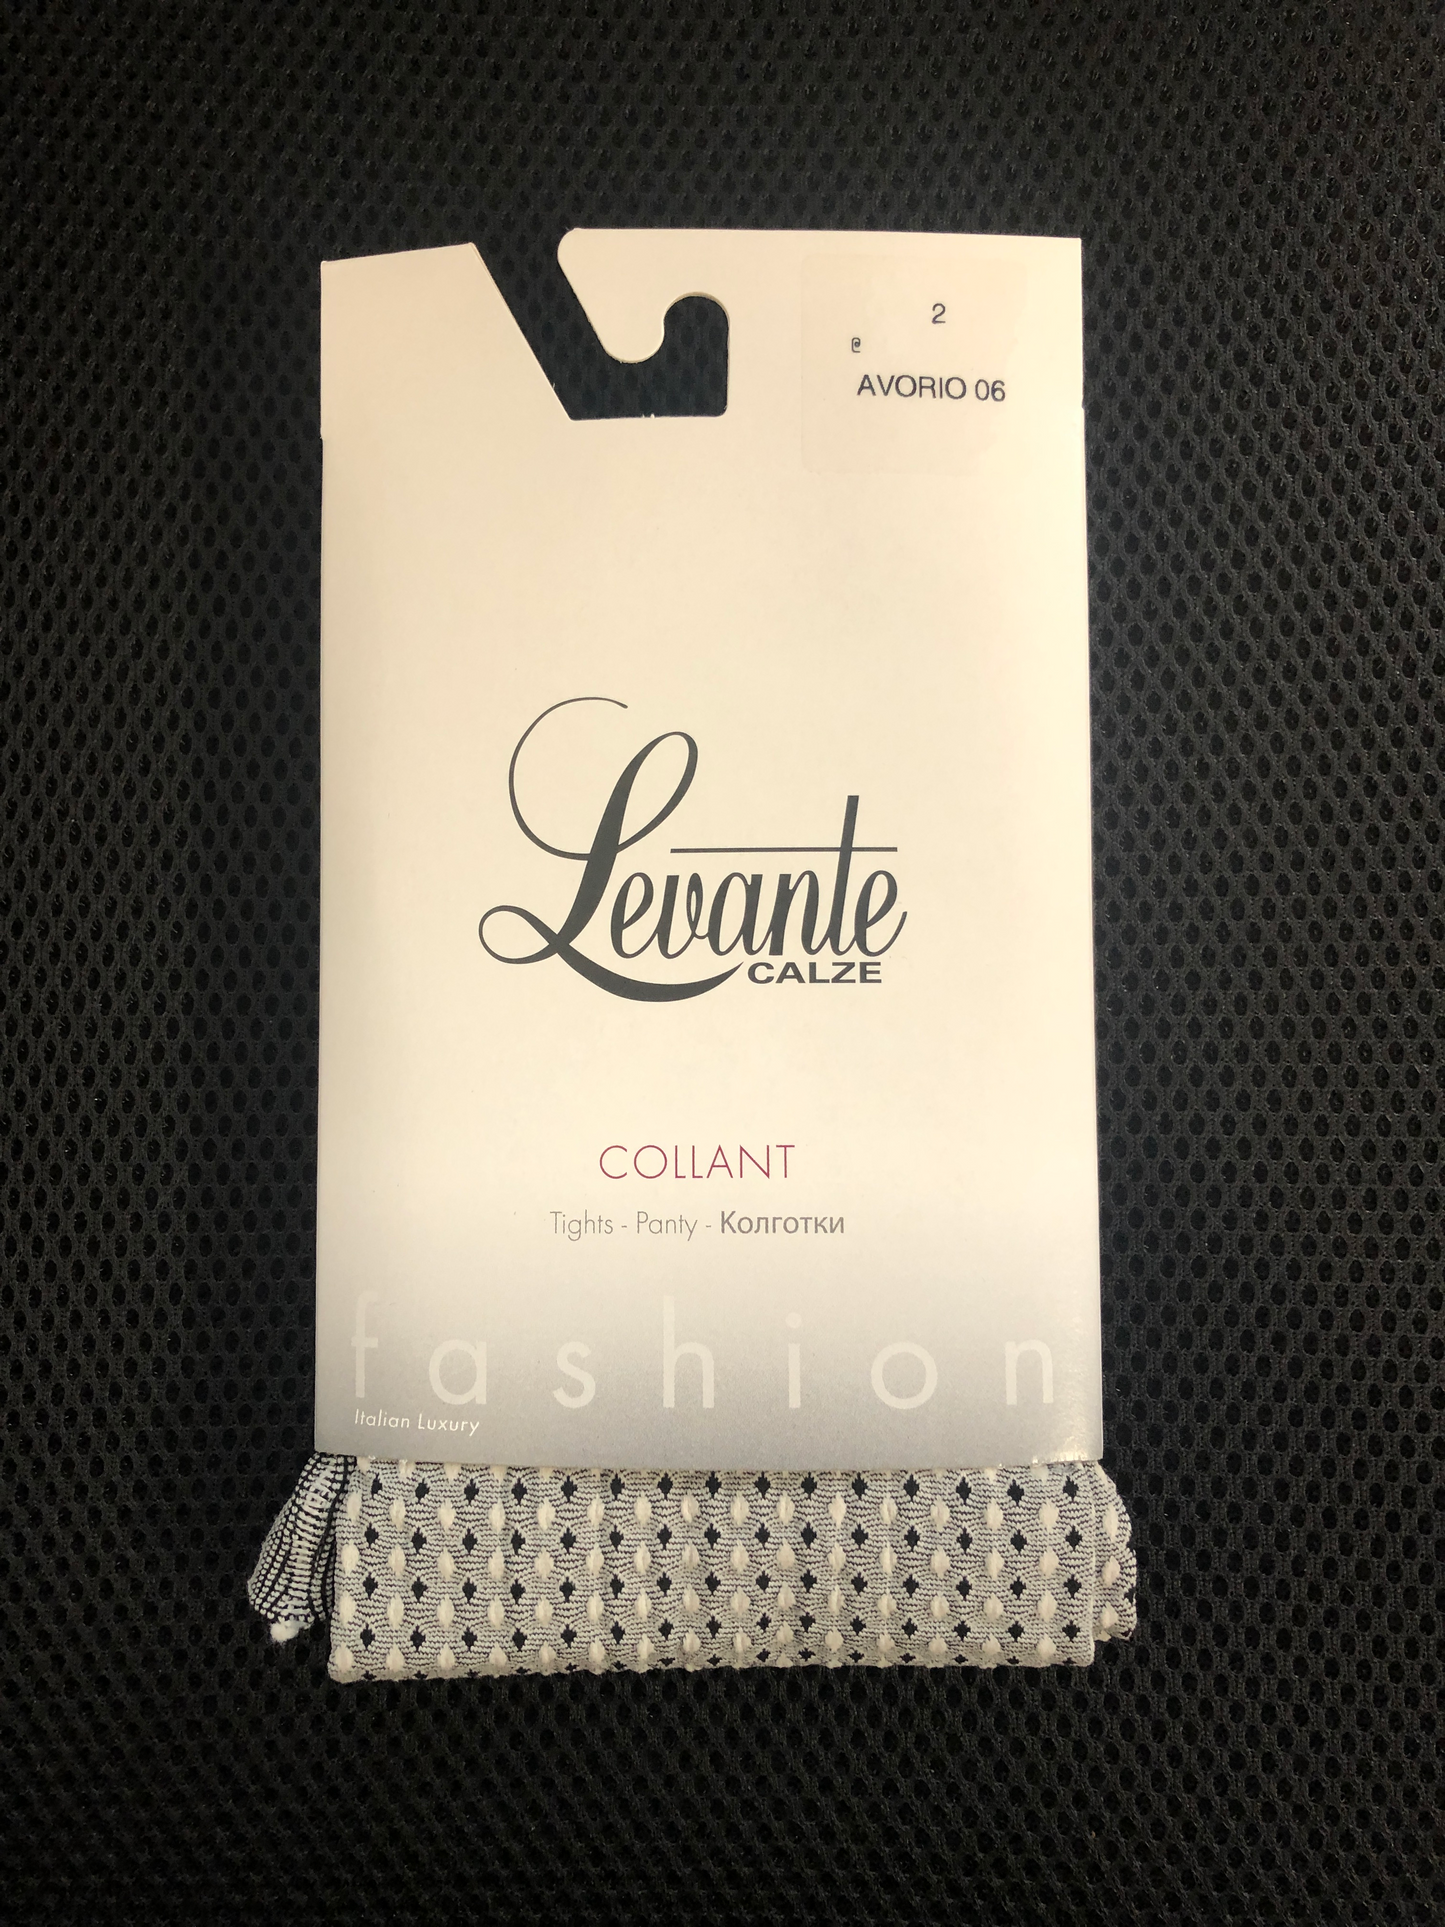 2
@
AVORIO 06
Levante
CALZE
COLLANT
Tights - Panty - Колготки
fashion
Italian Luxury